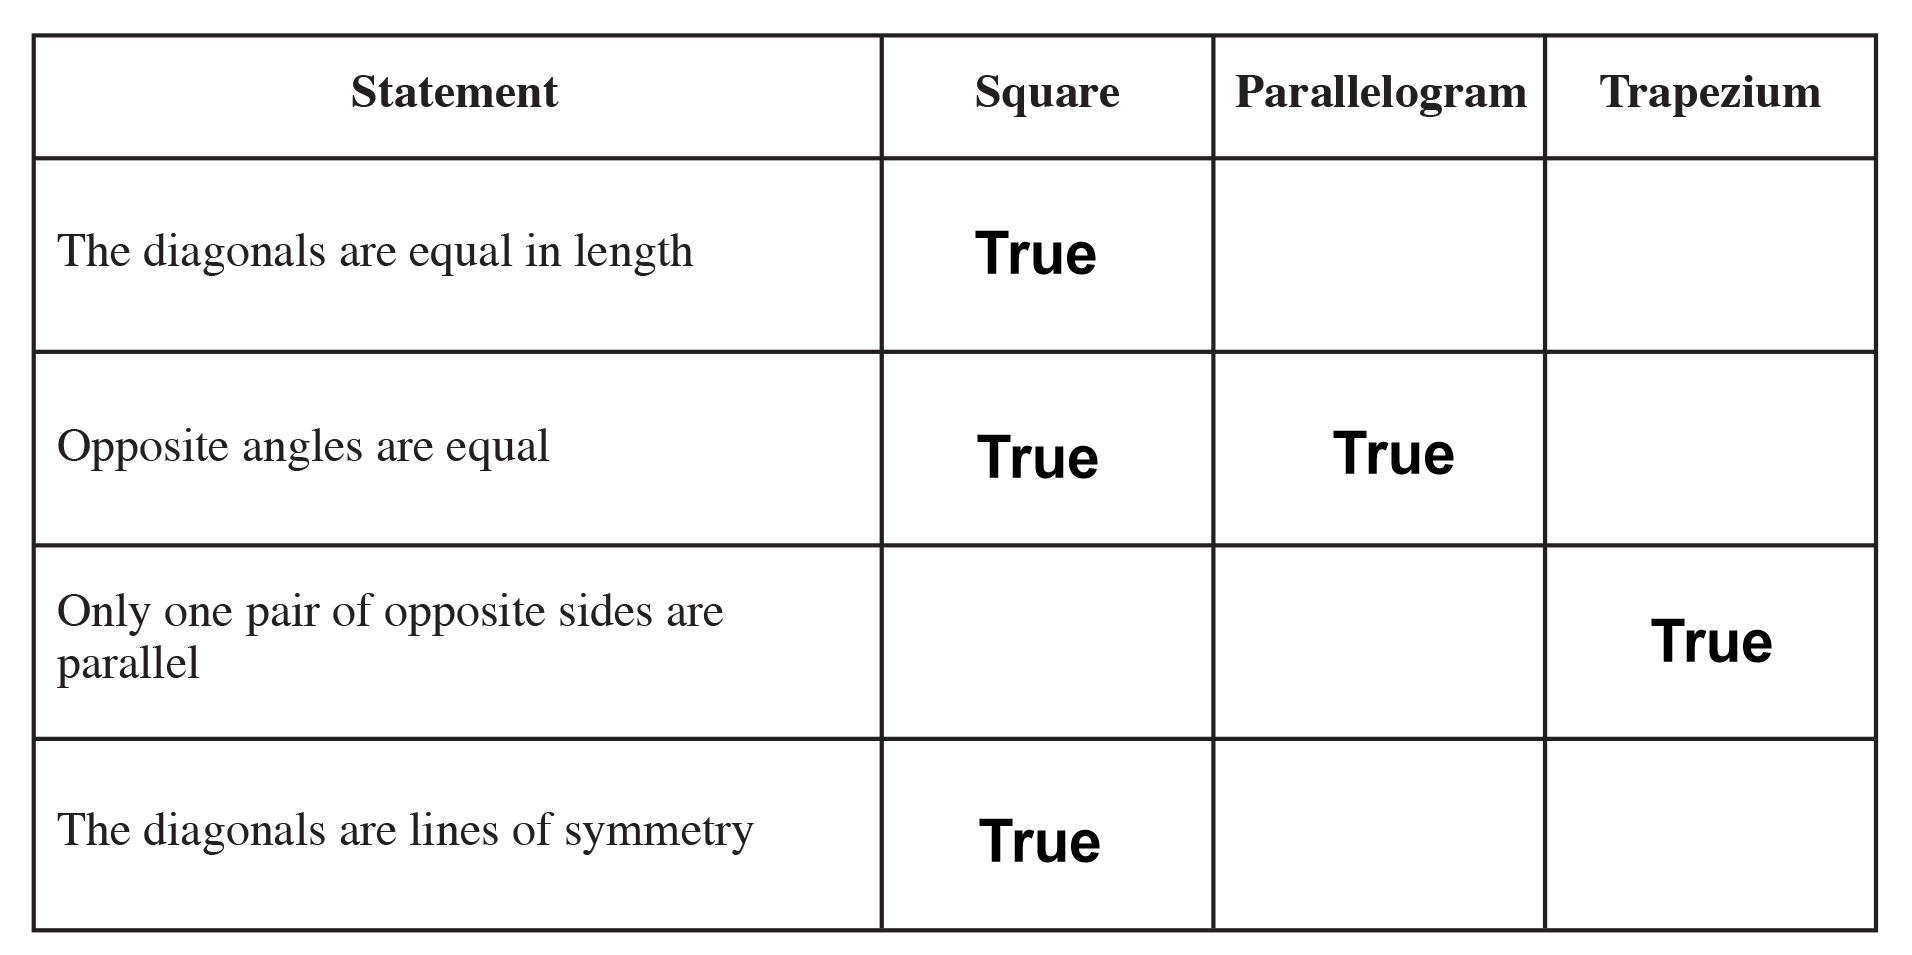 Statement Square Parallelogram Trapezium
The diagonals are equal in length True
Opposite angles are equal True True
Only one pair of opposite sides are
parallel True
The diagonals are lines of symmetry True